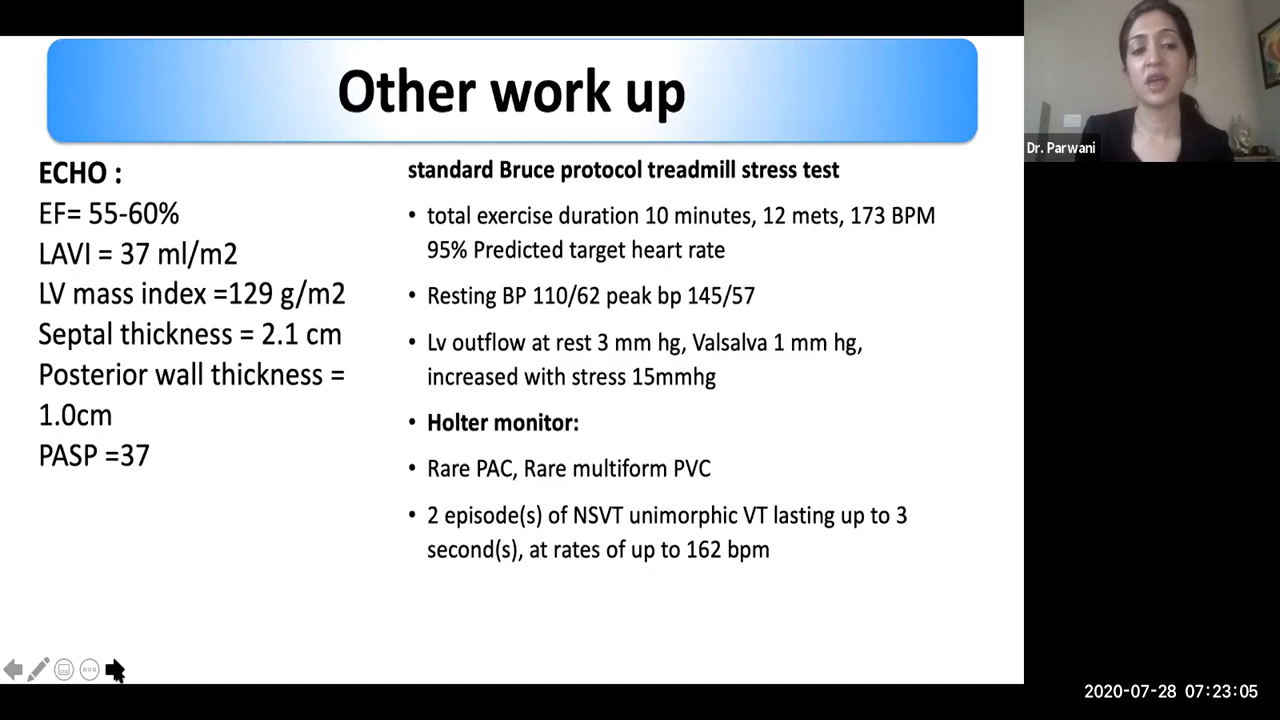 Other work up
ECHO :
EF= 55-60%
LAVI = 37 ml/m2
LV mass index =129 g/m2
Septal thickness = 2.1 cm
Posterior wall thickness =
1.0cm
PASP =37
standard Bruce protocol treadmill stress test
• total exercise duration 10 minutes, 12 mets, 173 BPM
95% Predicted target heart rate
• Resting BP 110/62 peak bp 145/57
• Lv outflow at rest 3 mm hg, Valsalva 1 mm hg,
increased with stress 15mmhg
• Holter monitor:
• Rare PAC, Rare multiform PVC
• 2 episode(s) of NSVT unimorphic VT lasting up to 3
second(s), at rates of up to 162 bpm
Dr. Parwani
2020-07-28 07:23:05